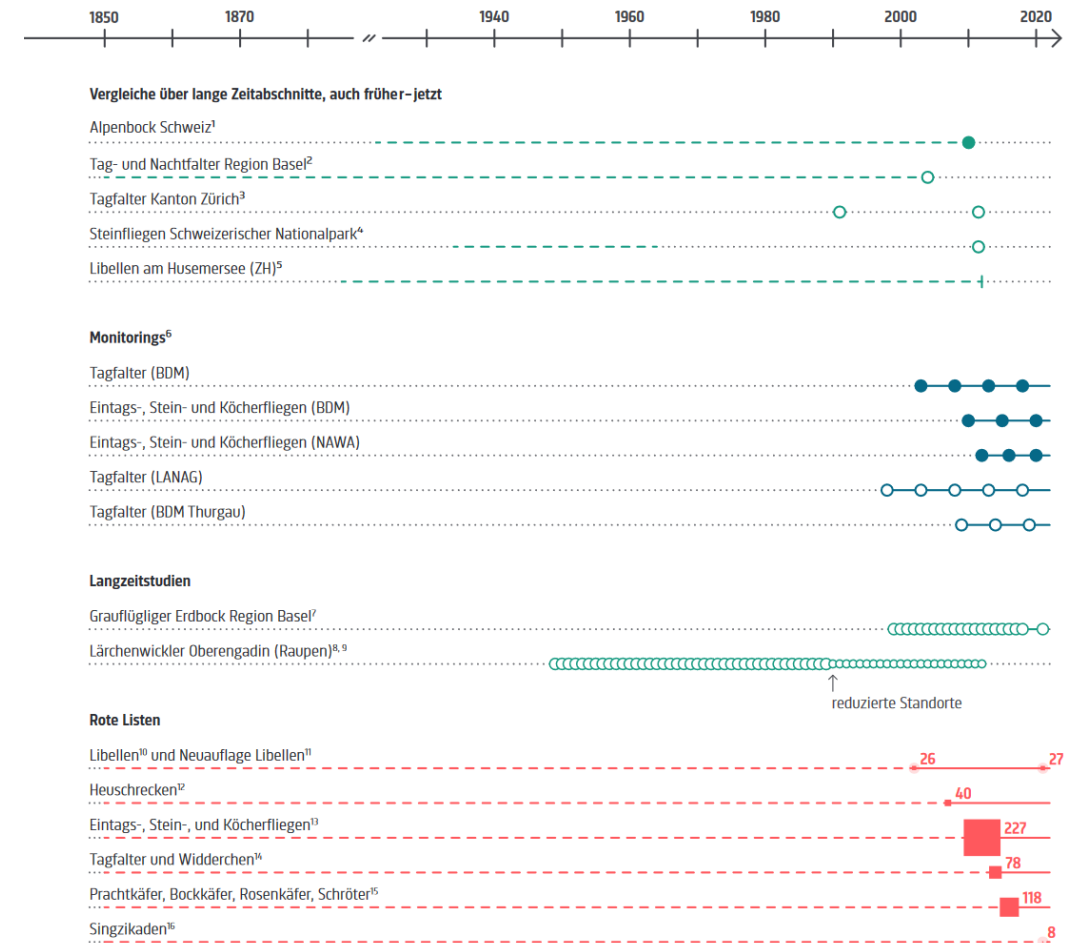 1850 1870 1940 1960 1980 2000 2020
Vergleiche über lange Zeitabschnitte, auch früher–jetzt
Alpenbock Schweiz¹
Tag- und Nachtfalter Region Basel²
Tagfalter Kanton Zürich³
Steinfliegen Schweizerischer Nationalpark⁴
Libellen am Husemersee (ZH)⁵
Monitorings⁶
Tagfalter (BDM)
Eintags-, Stein- und Köcherfliegen (BDM)
Eintags-, Stein- und Köcherfliegen (NAWA)
Tagfalter (LANAG)
Tagfalter (BDM Thurgau)
Langzeitstudien
Grauflügliger Erdbock Region Basel⁷
Lärchenwickler Oberengadin (Raupen)⁸, ⁹
reduzierte Standorte
Rote Listen
Libellen¹⁰ und Neuauflage Libellen¹¹ 26 27
Heuschrecken¹² 40
Eintags-, Stein-, und Köcherfliegen¹³ 227
Tagfalter und Widderchen¹⁴ 78
Prachtkäfer, Bockkäfer, Rosenkäfer, Schröter¹⁵ 118
Singzikaden¹⁶ 8